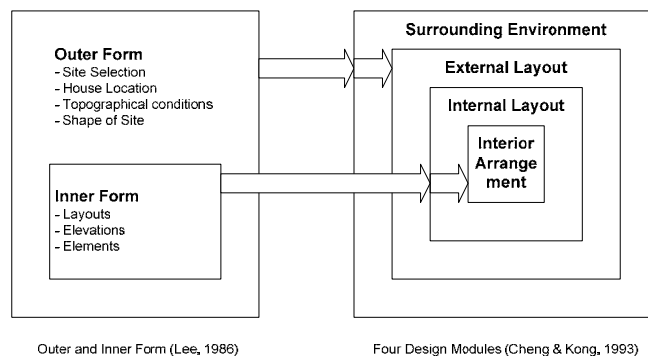 Outer Form
- Site Selection
- House Location
- Topographical conditions
- Shape of Site
Inner Form
- Layouts
- Elevations
- Elements
Surrounding Environment
External Layout
Internal Layout
Interior
Arrange
ment
Outer and Inner Form (Lee, 1986)
Four Design Modules (Cheng & Kong, 1993)